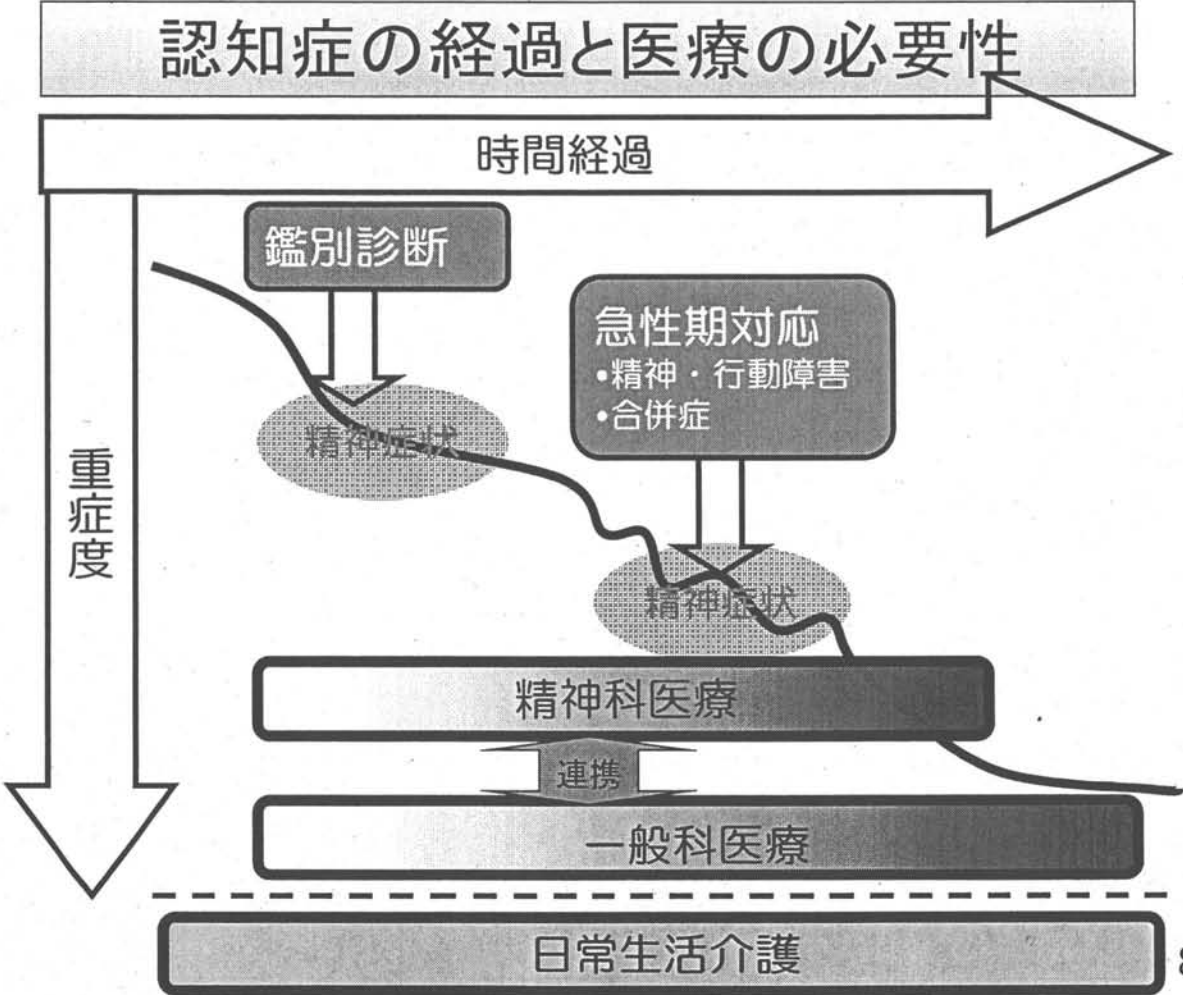 認知症の経過と医療の必要性
時間経過
鑑別診断
急性期対応
•精神・行動障害
•合併症
精神症状
重症度
精神症状
精神科医療
連携
一般科医療
日常生活介護